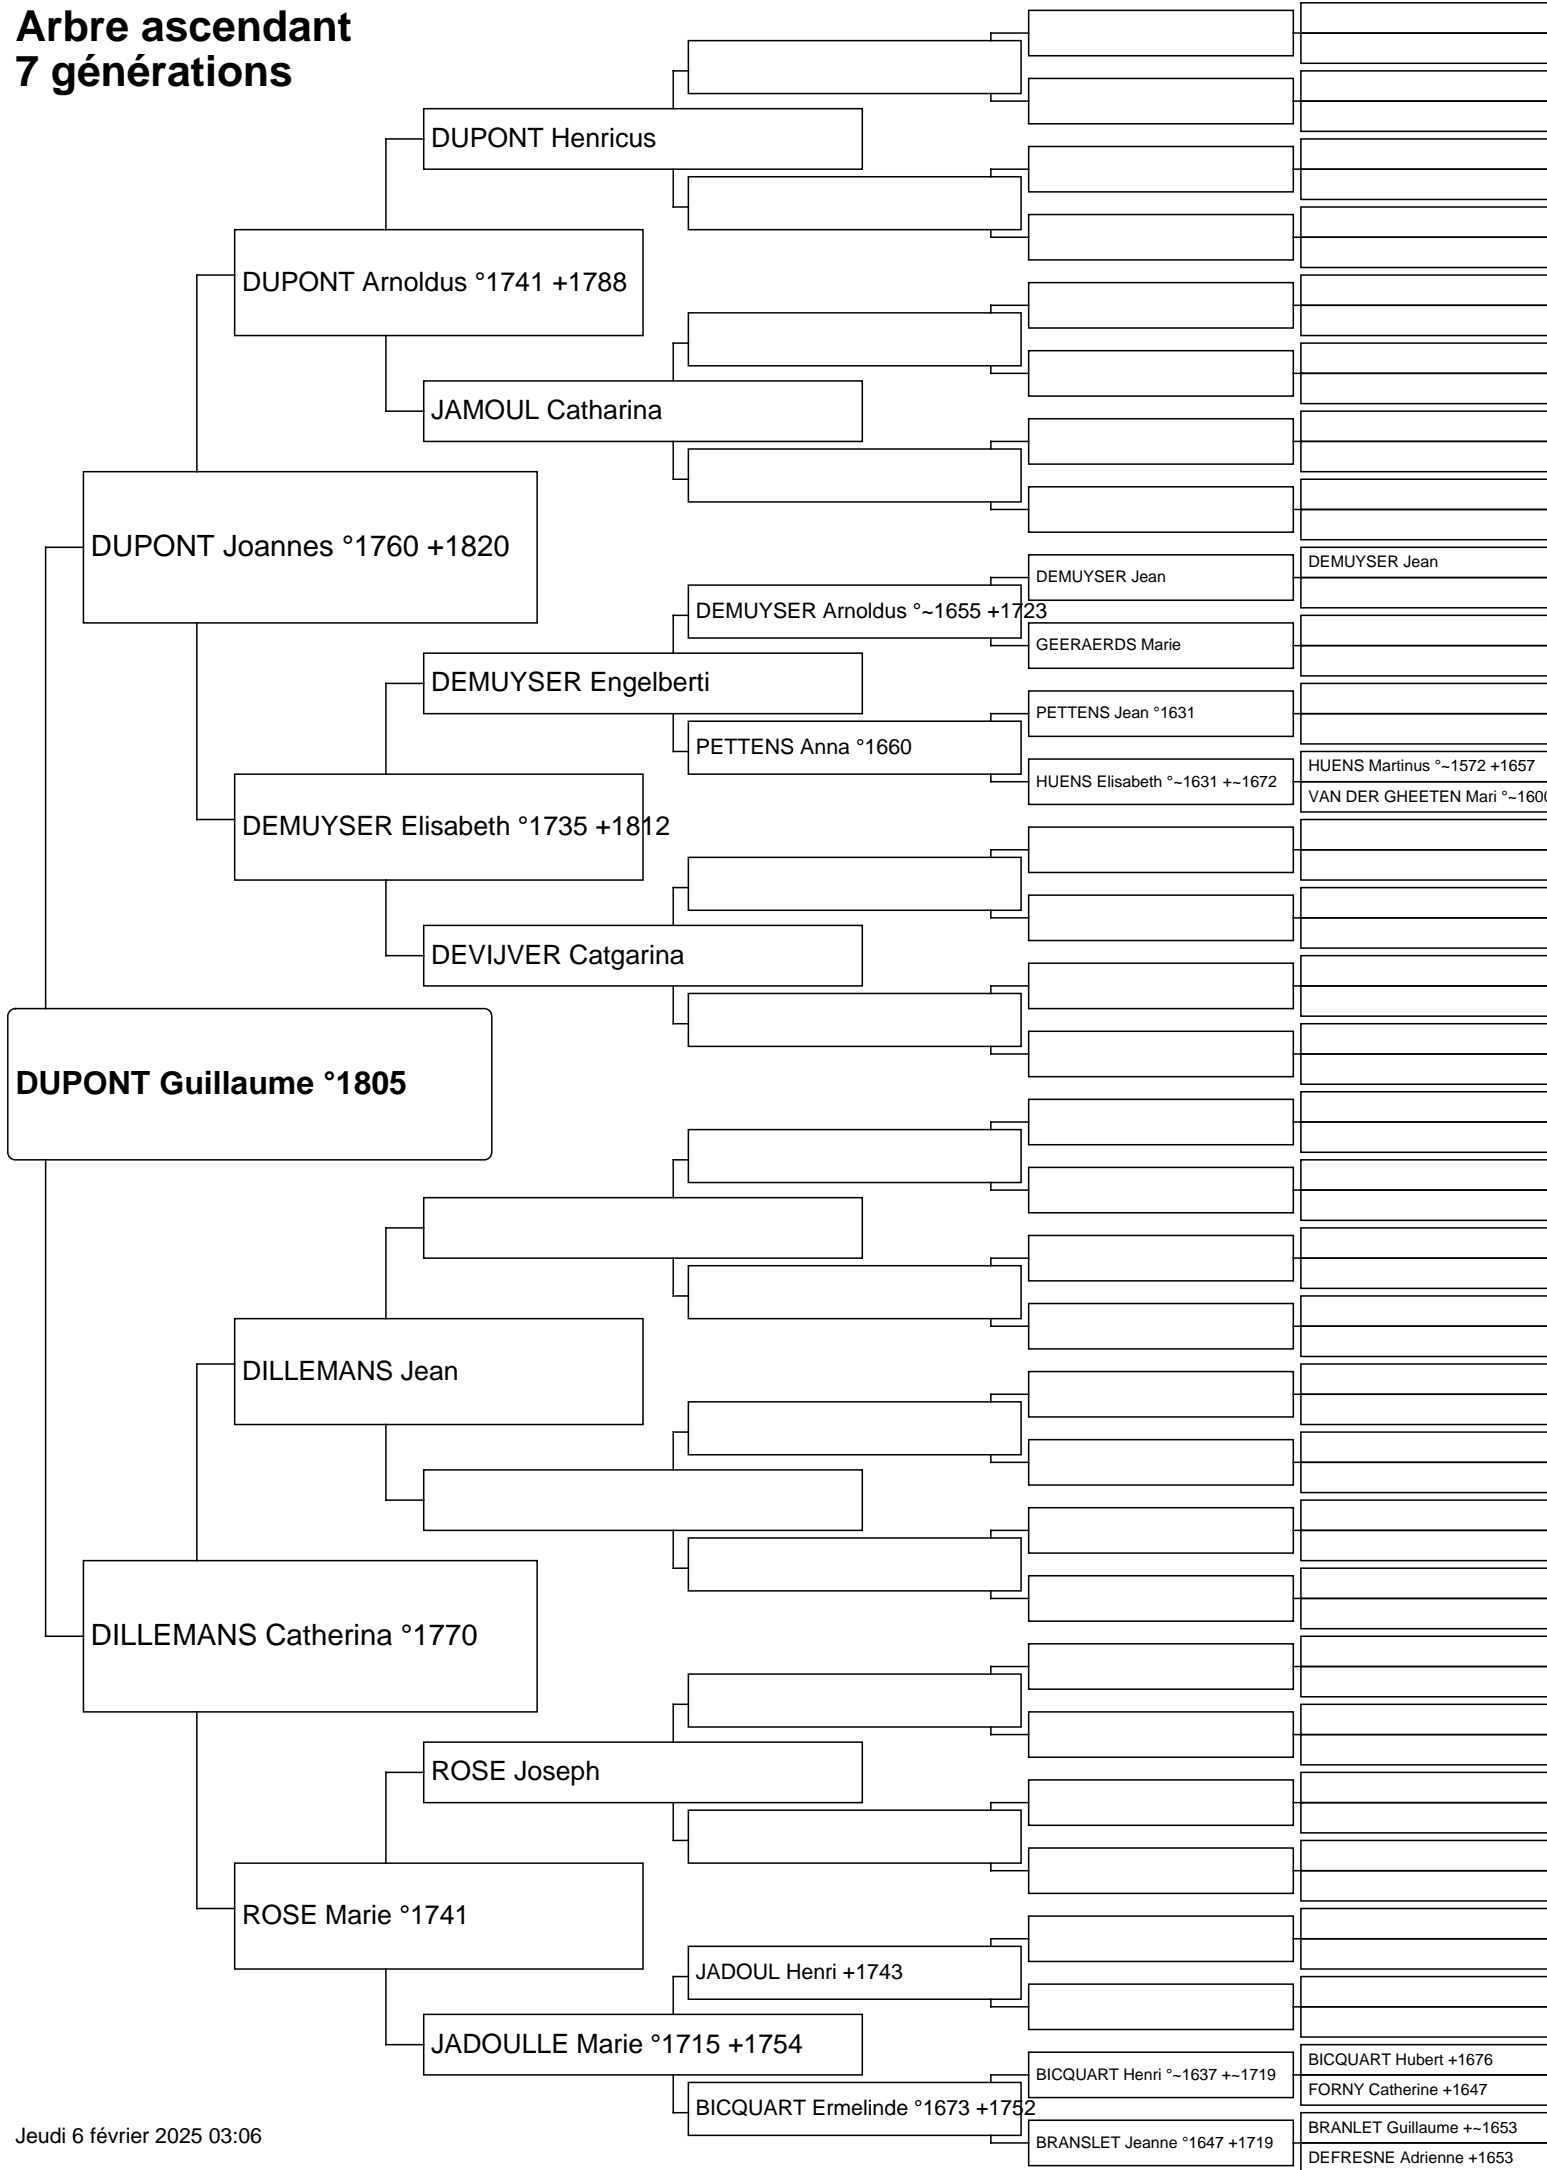 Arbre ascendant
7 générations
DUPONT Henricus
DUPONT Arnoldus °1741 +1788
JAMOUL Catharina
DUPONT Joannes °1760 +1820
DEMUYSER Jean
DEMUYSER Jean
DEMUYSER Arnoldus °~1655 +1723
GEERAERDS Marie
DEMUYSER Engelberti
PETTENS Jean °1631
PETTENS Anna °1660
HUENS Martinus °~1572 +1657
HUENS Elisabeth °~1631 +~1672
VAN DER GHEETEN Mari °~1600
DEMUYSER Elisabeth °1735 +1812
DEVIJVER Catgarina
DUPONT Guillaume °1805
DILLEMANS Jean
DILLEMANS Catherina °1770
ROSE Joseph
ROSE Marie °1741
JADOUL Henri +1743
JADOULLE Marie °1715 +1754
BICQUART Hubert +1676
BICQUART Henri °~1637 +~1719
FORNY Catherine +1647
BICQUART Ermelinde °1673 +1752
BRANLET Guillaume +~1653
BRANSLET Jeanne °1647 +1719
DEFRESNE Adrienne +1653
Jeudi 6 février 2025 03:06